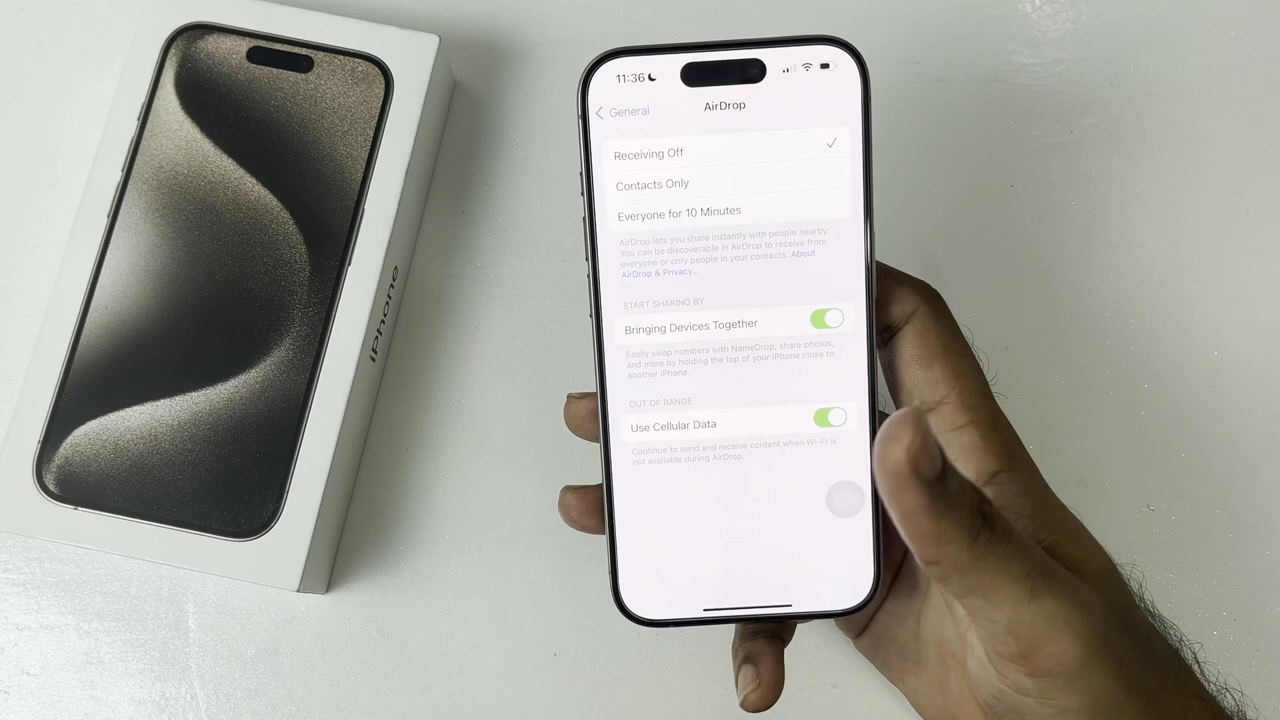 iPhone
11:36
General
AirDrop
Receiving Off
Contacts Only
Everyone for 10 Minutes
AirDrop lets you share instantly with people nearby.
You can be discoverable in AirDrop to receive from
everyone or only people in your contacts. About
AirDrop & Privacy...
START SHARING BY
Bringing Devices Together
Easily swap numbers with NameDrop, share photos,
and more by holding the top of your iPhone close to
another iPhone.
OUT OF RANGE
Use Cellular Data
Continue to send and receive content when Wi-Fi is
not available during AirDrop.